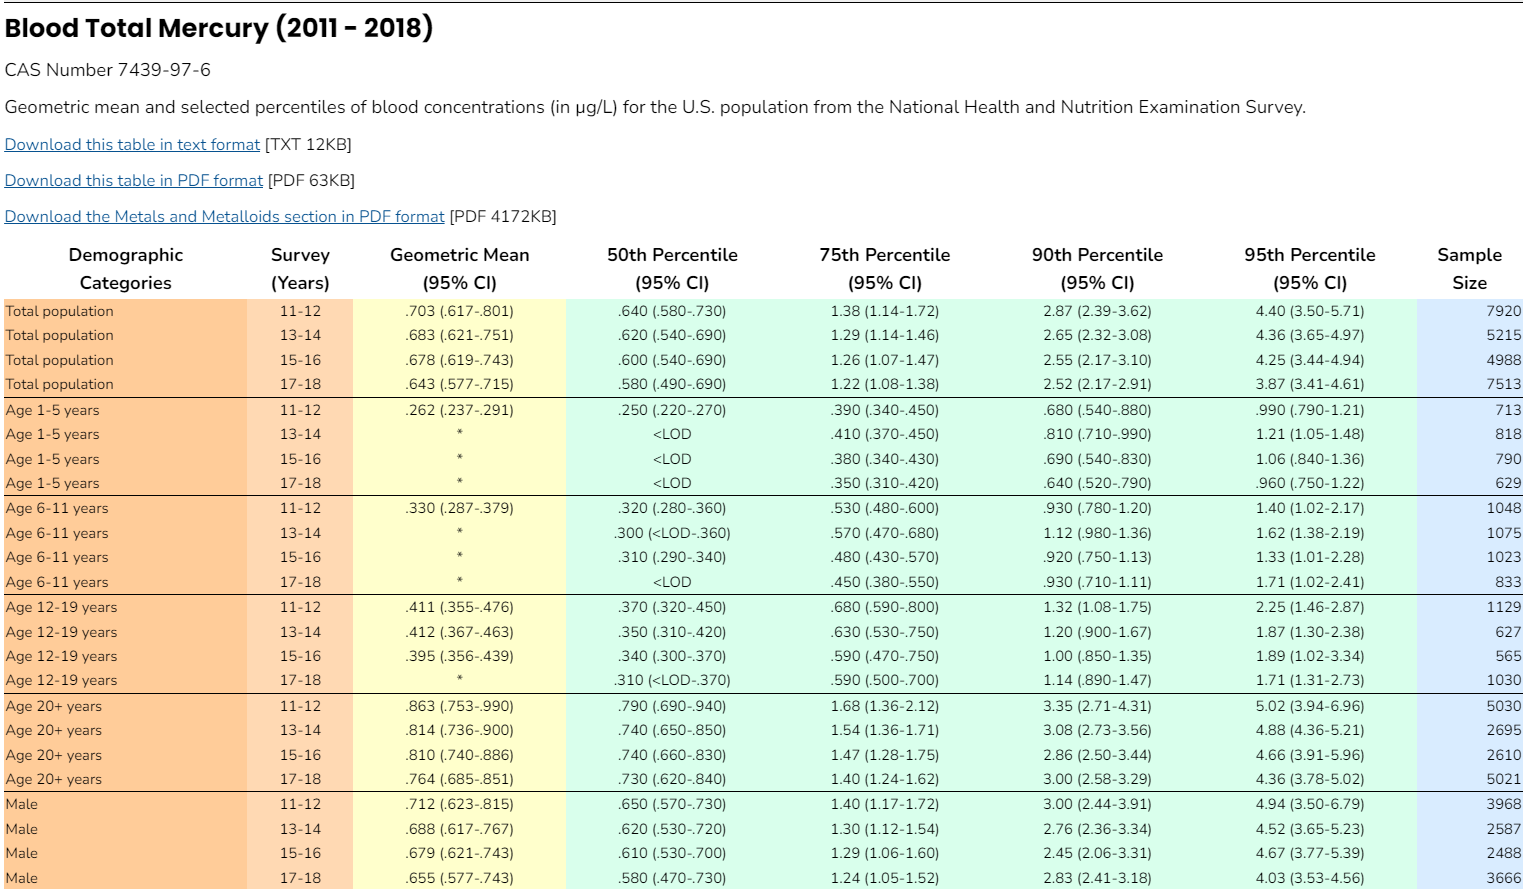 Blood Total Mercury (2011 - 2018)
CAS Number 7439-97-6
Geometric mean and selected percentiles of blood concentrations (in µg/L) for the U.S. population from the National Health and Nutrition Examination Survey.
Download this table in text format [TXT 12KB]
Download this table in PDF format [PDF 63KB]
Download the Metals and Metalloids section in PDF format [PDF 4172KB]
Demographic Survey Geometric Mean 50th Percentile 75th Percentile 90th Percentile 95th Percentile Sample
Categories (Years) (95% CI) (95% CI) (95% CI) (95% CI) (95% CI) Size
Total population 11-12 .703 (.617-.801) .640 (.580-.730) 1.38 (1.14-1.72) 2.87 (2.39-3.62) 4.40 (3.50-5.71) 7920
Total population 13-14 .683 (.621-.751) .620 (.540-.690) 1.29 (1.14-1.46) 2.65 (2.32-3.08) 4.36 (3.65-4.97) 5215
Total population 15-16 .678 (.619-.743) .600 (.540-.690) 1.26 (1.07-1.47) 2.55 (2.17-3.10) 4.25 (3.44-4.94) 4988
Total population 17-18 .643 (.577-.715) .580 (.490-.690) 1.22 (1.08-1.38) 2.52 (2.17-2.91) 3.87 (3.41-4.61) 7513
Age 1-5 years 11-12 .262 (.237-.291) .250 (.220-.270) .390 (.340-.450) .680 (.540-.880) .990 (.790-1.21) 713
Age 1-5 years 13-14 * <LOD .410 (.370-.450) .810 (.710-.990) 1.21 (1.05-1.48) 818
Age 1-5 years 15-16 * <LOD .380 (.340-.430) .690 (.540-.830) 1.06 (.840-1.36) 790
Age 1-5 years 17-18 * <LOD .350 (.310-.420) .640 (.520-.790) .960 (.750-1.22) 629
Age 6-11 years 11-12 .330 (.287-.379) .320 (.280-.360) .530 (.480-.600) .930 (.780-1.20) 1.40 (1.02-2.17) 1048
Age 6-11 years 13-14 * .300 (<LOD-.360) .570 (.470-.680) 1.12 (.980-1.36) 1.62 (1.38-2.19) 1075
Age 6-11 years 15-16 * .310 (.290-.340) .480 (.430-.570) .920 (.750-1.13) 1.33 (1.01-2.28) 1023
Age 6-11 years 17-18 * <LOD .450 (.380-.550) .930 (.710-1.11) 1.71 (1.02-2.41) 833
Age 12-19 years 11-12 .411 (.355-.476) .370 (.320-.450) .680 (.590-.800) 1.32 (1.08-1.75) 2.25 (1.46-2.87) 1129
Age 12-19 years 13-14 .412 (.367-.463) .350 (.310-.420) .630 (.530-.750) 1.20 (.900-1.67) 1.87 (1.30-2.38) 627
Age 12-19 years 15-16 .395 (.356-.439) .340 (.300-.370) .590 (.470-.750) 1.00 (.850-1.35) 1.89 (1.02-3.34) 565
Age 12-19 years 17-18 * .310 (<LOD-.370) .590 (.500-.700) 1.14 (.890-1.47) 1.71 (1.31-2.73) 1030
Age 20+ years 11-12 .863 (.753-.990) .790 (.690-.940) 1.68 (1.36-2.12) 3.35 (2.71-4.31) 5.02 (3.94-6.96) 5030
Age 20+ years 13-14 .814 (.736-.900) .740 (.650-.850) 1.54 (1.36-1.71) 3.08 (2.73-3.56) 4.88 (4.36-5.21) 2695
Age 20+ years 15-16 .810 (.740-.886) .740 (.660-.830) 1.47 (1.28-1.75) 2.86 (2.50-3.44) 4.66 (3.91-5.96) 2610
Age 20+ years 17-18 .764 (.685-.851) .730 (.620-.840) 1.40 (1.24-1.62) 3.00 (2.58-3.29) 4.36 (3.78-5.02) 5021
Male 11-12 .712 (.623-.815) .650 (.570-.730) 1.40 (1.17-1.72) 3.00 (2.44-3.91) 4.94 (3.50-6.79) 3968
Male 13-14 .688 (.617-.767) .620 (.530-.720) 1.30 (1.12-1.54) 2.76 (2.36-3.34) 4.52 (3.65-5.23) 2587
Male 15-16 .679 (.621-.743) .610 (.530-.700) 1.29 (1.06-1.60) 2.45 (2.06-3.31) 4.67 (3.77-5.39) 2488
Male 17-18 .655 (.577-.743) .580 (.470-.730) 1.24 (1.05-1.52) 2.83 (2.41-3.18) 4.03 (3.53-4.56) 3666